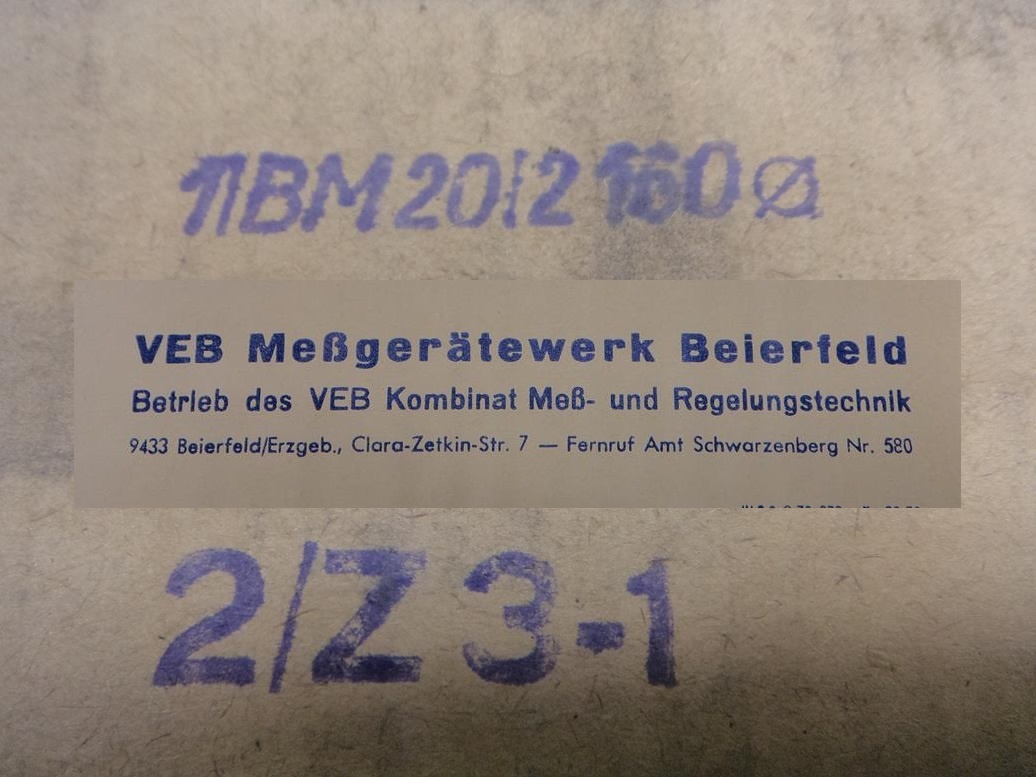 ПВМ 20/2 160 Ø
VEB Meßgerätewerk Beierfeld
Betrieb des VEB Kombinat Meß- und Regelungstechnik
9433 Beierfeld/Erzgeb., Clara-Zetkin-Str. 7 — Fernruf Amt Schwarzenberg Nr. 580
2/Z 3-1